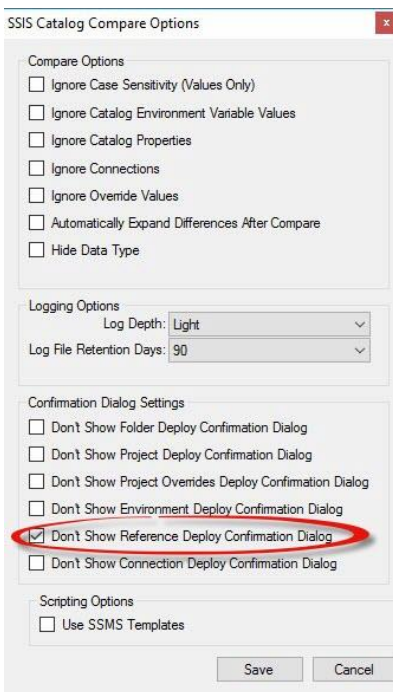 SSIS Catalog Compare Options
x
Compare Options
Ignore Case Sensitivity (Values Only)
Ignore Catalog Environment Variable Values
Ignore Catalog Properties
Ignore Connections
Ignore Override Values
Automatically Expand Differences After Compare
Hide Data Type
Logging Options
Log Depth: Light
Log File Retention Days: 90
Confirmation Dialog Settings
Don't Show Folder Deploy Confirmation Dialog
Don't Show Project Deploy Confirmation Dialog
Don't Show Project Overrides Deploy Confirmation Dialog
Don't Show Environment Deploy Confirmation Dialog
Don't Show Reference Deploy Confirmation Dialog
Don't Show Connection Deploy Confirmation Dialog
Scripting Options
Use SSMS Templates
Save Cancel